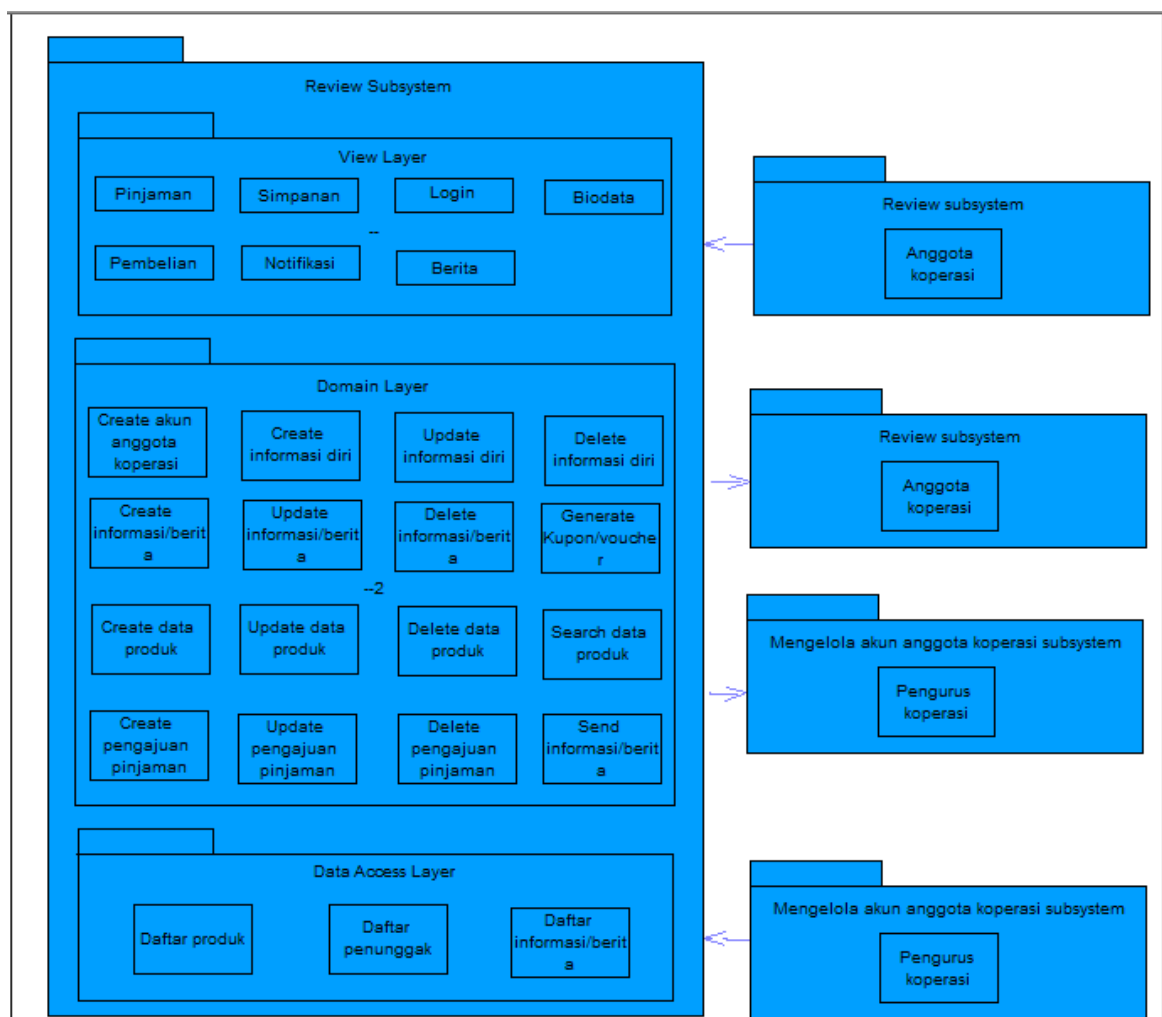 Review Subsystem
View Layer
Pinjaman
Simpanan
Login
Biodata
--
Pembelian
Notifikasi
Berita
Domain Layer
Create akun
anggota
koperasi
Create
informasi diri
Update
informasi diri
Delete
informasi diri
Create
informasi/berit
a
Update
informasi/berit
a
Delete
informasi/berit
a
Generate
Kupon/vouche
r
--2
Create data
produk
Update data
produk
Delete data
produk
Search data
produk
Create
pengajuan
pinjaman
Update
pengajuan
pinjaman
Delete
pengajuan
pinjaman
Send
informasi/berit
a
Data Access Layer
Daftar produk
Daftar
penunggak
Daftar
informasi/berit
a
Review subsystem
Anggota
koperasi
Review subsystem
Anggota
koperasi
Mengelola akun anggota koperasi subsystem
Pengurus
koperasi
Mengelola akun anggota koperasi subsystem
Pengurus
koperasi